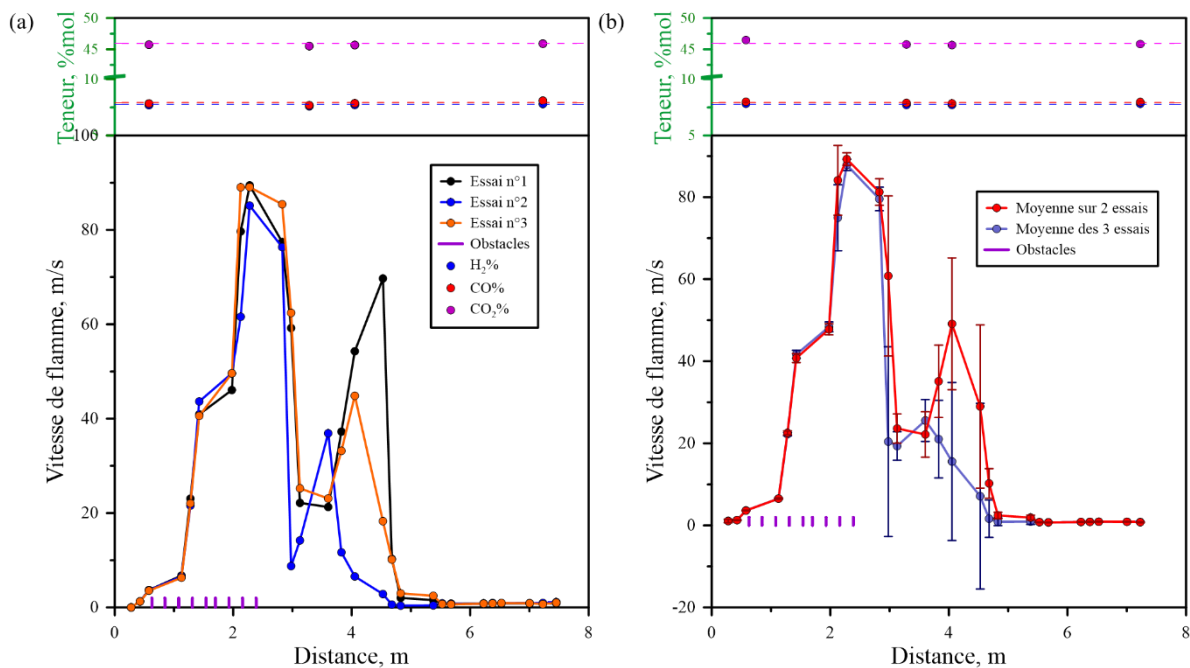 (a)
Teneur, %mol
50
45
10
100
80
60
40
20
0
Vitesse de flamme, m/s
Essai n°1
Essai n°2
Essai n°3
Obstacles
H₂%
CO%
CO₂%
0 2 4 6 8
Distance, m
(b)
Teneur, %mol
50
45
10
5
80
60
40
20
0
-20
Vitesse de flamme, m/s
Moyenne sur 2 essais
Moyenne des 3 essais
Obstacles
0 2 4 6 8
Distance, m